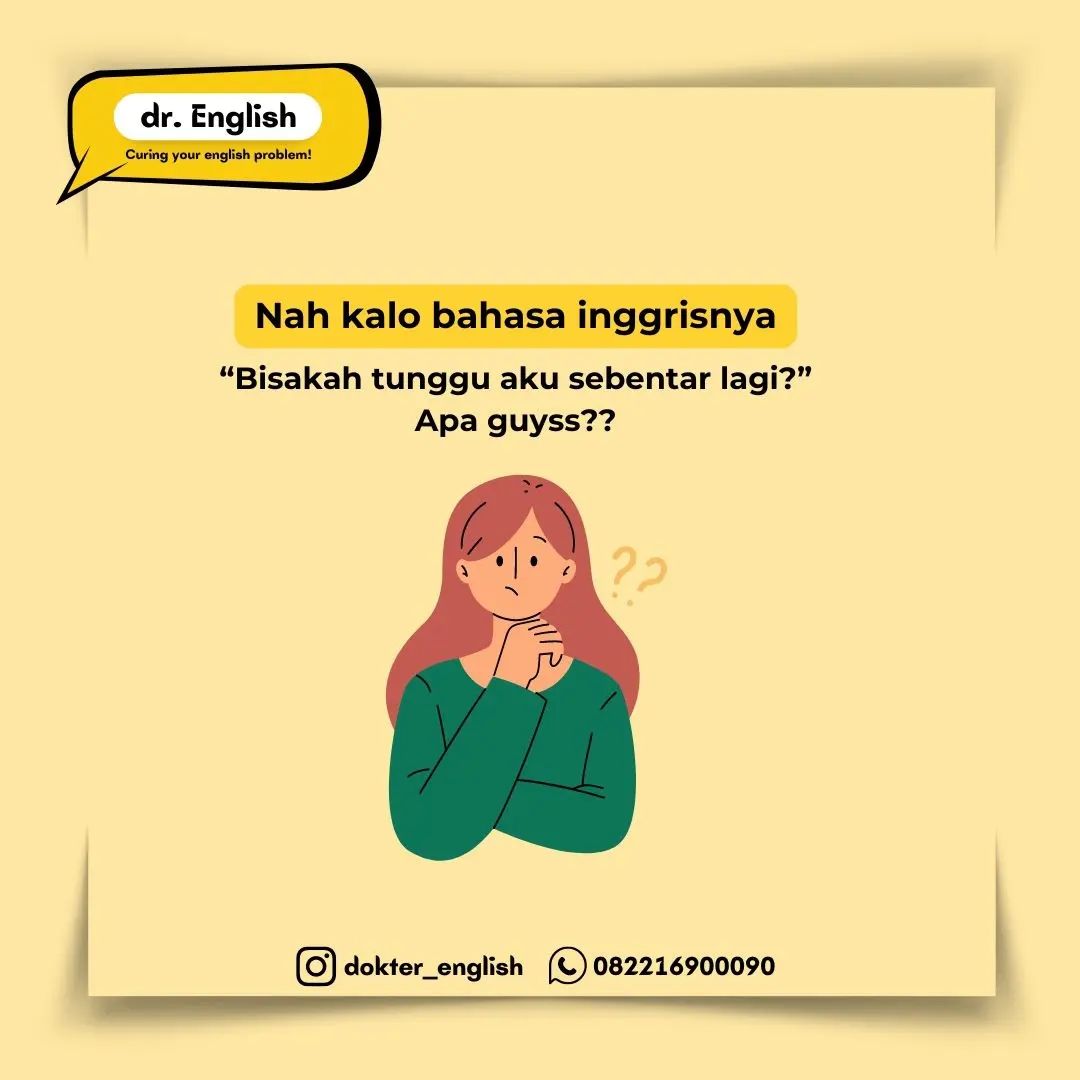 dr. English
Curing your english problem!
Nah kalo bahasa inggrisnya
“Bisakah tunggu aku sebentar lagi?”
Apa guyss??
??
dokter_english 082216900090